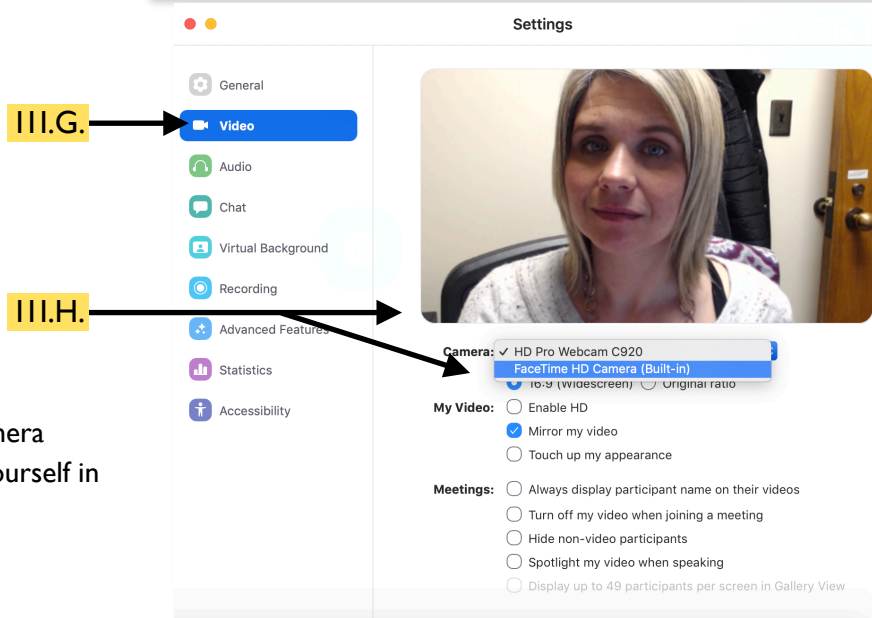 Settings
General
III.G.
Video
Audio
Chat
Virtual Background
Recording
III.H.
Advanced Features
Statistics
Accessibility
ourself in
Camera: ✓ HD Pro Webcam C920
FaceTime HD Camera (Built-in)
16:9 (Widescreen) Original ratio
My Video: Enable HD
Mirror my video
Touch up my appearance
Meetings: Always display participant name on their videos
Turn off my video when joining a meeting
Hide non-video participants
Spotlight my video when speaking
Display up to 49 participants per screen in Gallery View